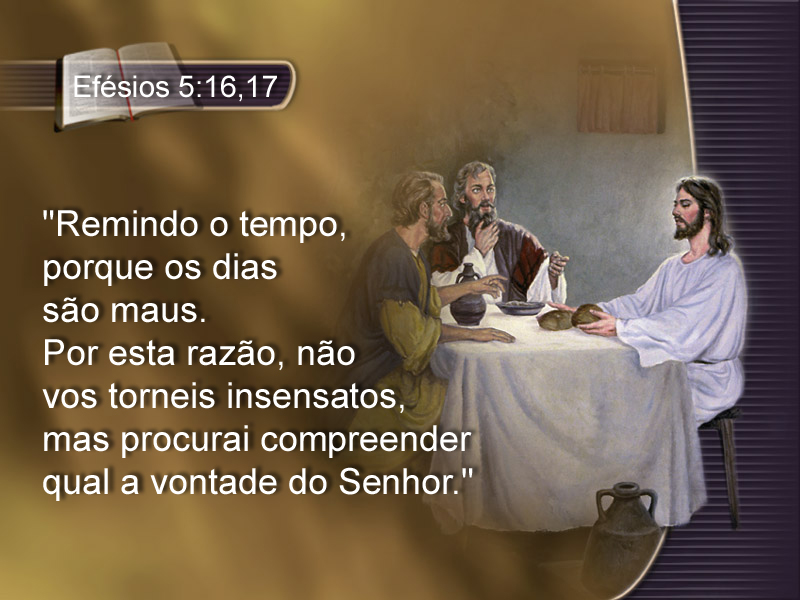 Efésios 5:16,17
"Remindo o tempo,
porque os dias
são maus.
Por esta razão, não
vos torneis insensatos,
mas procurai compreender
qual a vontade do Senhor."